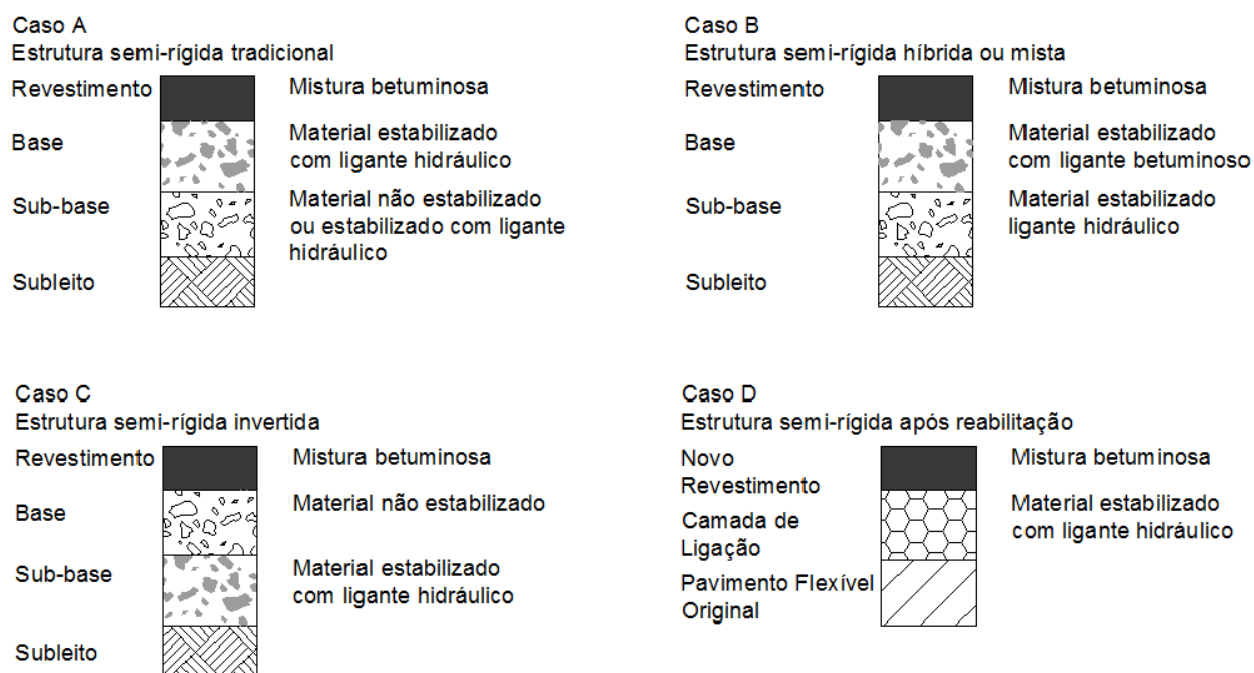 Caso A
Estrutura semi-rígida tradicional
Revestimento
Mistura betuminosa
Base
Material estabilizado
com ligante hidráulico
Sub-base
Material não estabilizado
ou estabilizado com ligante
hidráulico
Subleito
Caso B
Estrutura semi-rígida híbrida ou mista
Revestimento
Mistura betuminosa
Base
Material estabilizado
com ligante betuminoso
Sub-base
Material estabilizado
ligante hidráulico
Subleito
Caso C
Estrutura semi-rígida invertida
Revestimento
Mistura betuminosa
Base
Material não estabilizado
Sub-base
Material estabilizado
com ligante hidráulico
Subleito
Caso D
Estrutura semi-rígida após reabilitação
Novo
Revestimento
Mistura betuminosa
Camada de
Ligação
Material estabilizado
com ligante hidráulico
Pavimento Flexível
Original